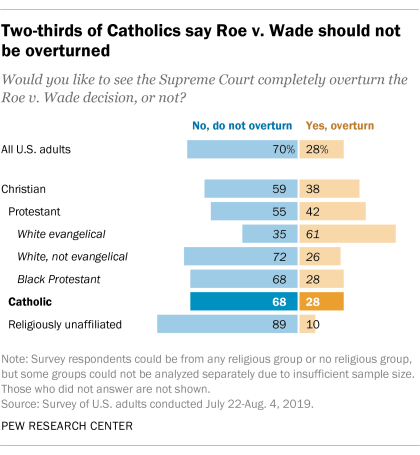 Two-thirds of Catholics say Roe v. Wade should not
be overturned
Would you like to see the Supreme Court completely overturn the
Roe v. Wade decision, or not?
No, do not overturn Yes, overturn
All U.S. adults 70% 28%
Christian 59 38
Protestant 55 42
White evangelical 35 61
White, not evangelical 72 26
Black Protestant 68 28
Catholic 68 28
Religiously unaffiliated 89 10
Note: Survey respondents could be from any religious group or no religious group,
but some groups could not be analyzed separately due to insufficient sample size.
Those who did not answer are not shown.
Source: Survey of U.S. adults conducted July 22-Aug. 4, 2019.
PEW RESEARCH CENTER